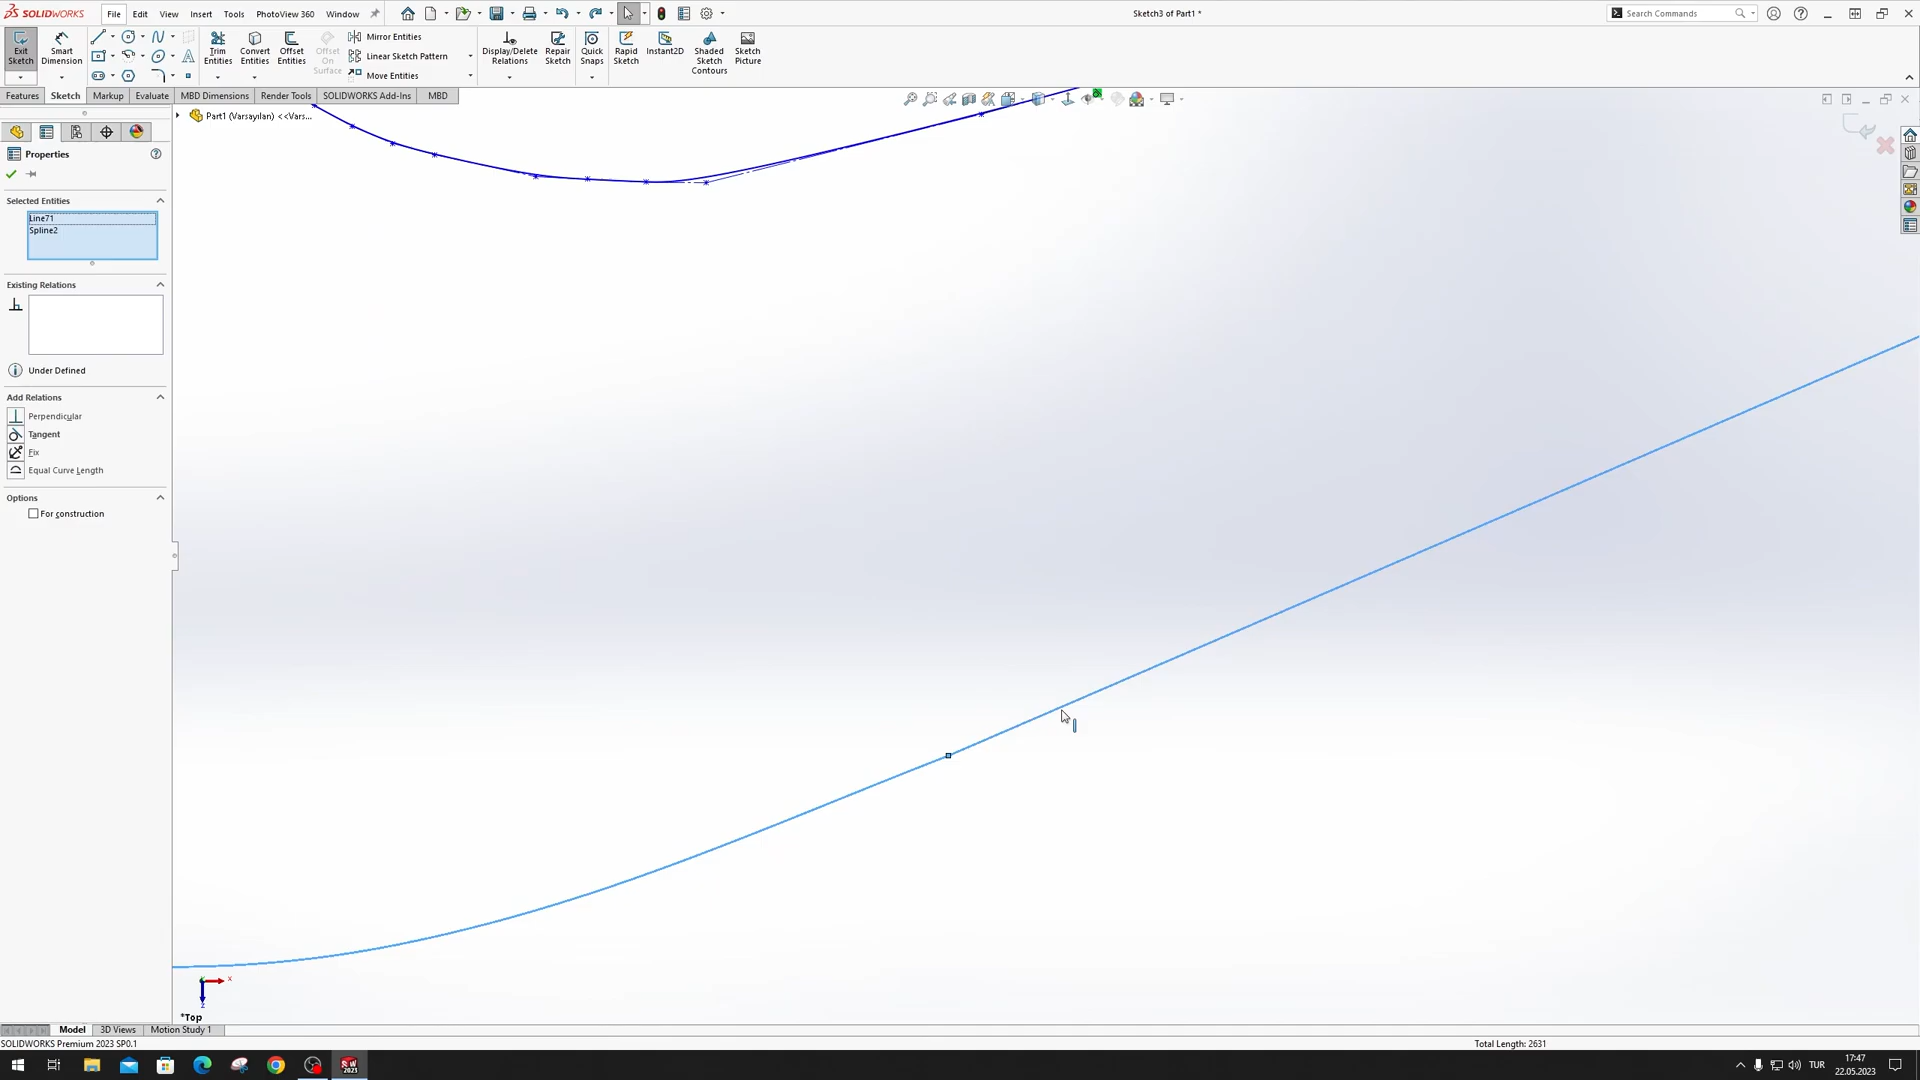 SOLIDWORKS File Edit View Insert Tools PhotoView 360 Window Sketch3 of Part1 * Search Commands
Exit Sketch
Smart Dimension
Trim Entities
Convert Entities
Offset Entities
Offset On Surface
Mirror Entities
Linear Sketch Pattern
Move Entities
Display/Delete Relations
Repair Sketch
Quick Snaps
Rapid Sketch
Instant2D
Shaded Sketch Contours
Sketch Picture
Features Sketch Markup Evaluate MBD Dimensions Render Tools SOLIDWORKS Add-Ins MBD
Part1 (Varsayılan) <<Vars...
Properties
Selected Entities
Line71
Spline2
Existing Relations
Under Defined
Add Relations
Perpendicular
Tangent
Fix
Equal Curve Length
Options
For construction
x
z
*Top
Model 3D Views Motion Study 1
SOLIDWORKS Premium 2023 SP0.1 Total Length: 2631
SW 2023
TUR
17:47
22.05.2023